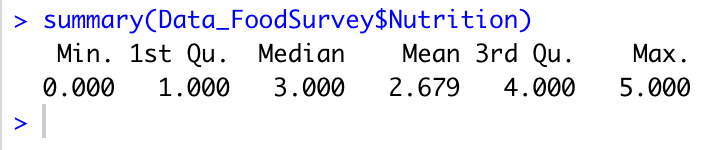 > summary(Data_FoodSurvey$Nutrition)
Min. 1st Qu. Median Mean 3rd Qu. Max.
0.000 1.000 3.000 2.679 4.000 5.000
>